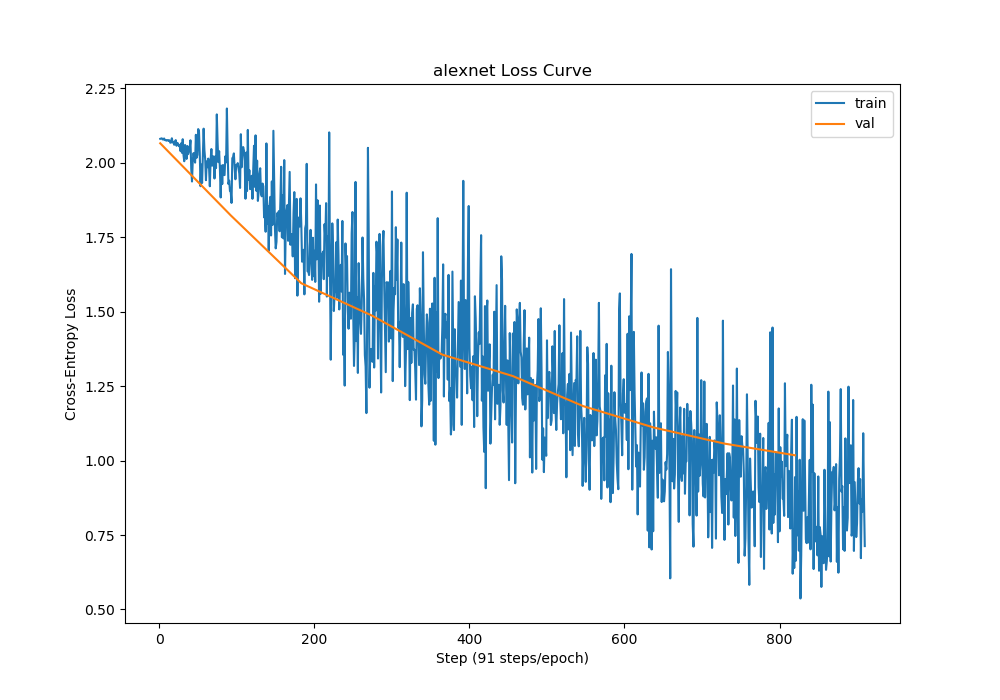 alexnet Loss Curve
train
val
Cross-Entropy Loss
2.25
2.00
1.75
1.50
1.25
1.00
0.75
0.50
0
200
400
600
800
Step (91 steps/epoch)